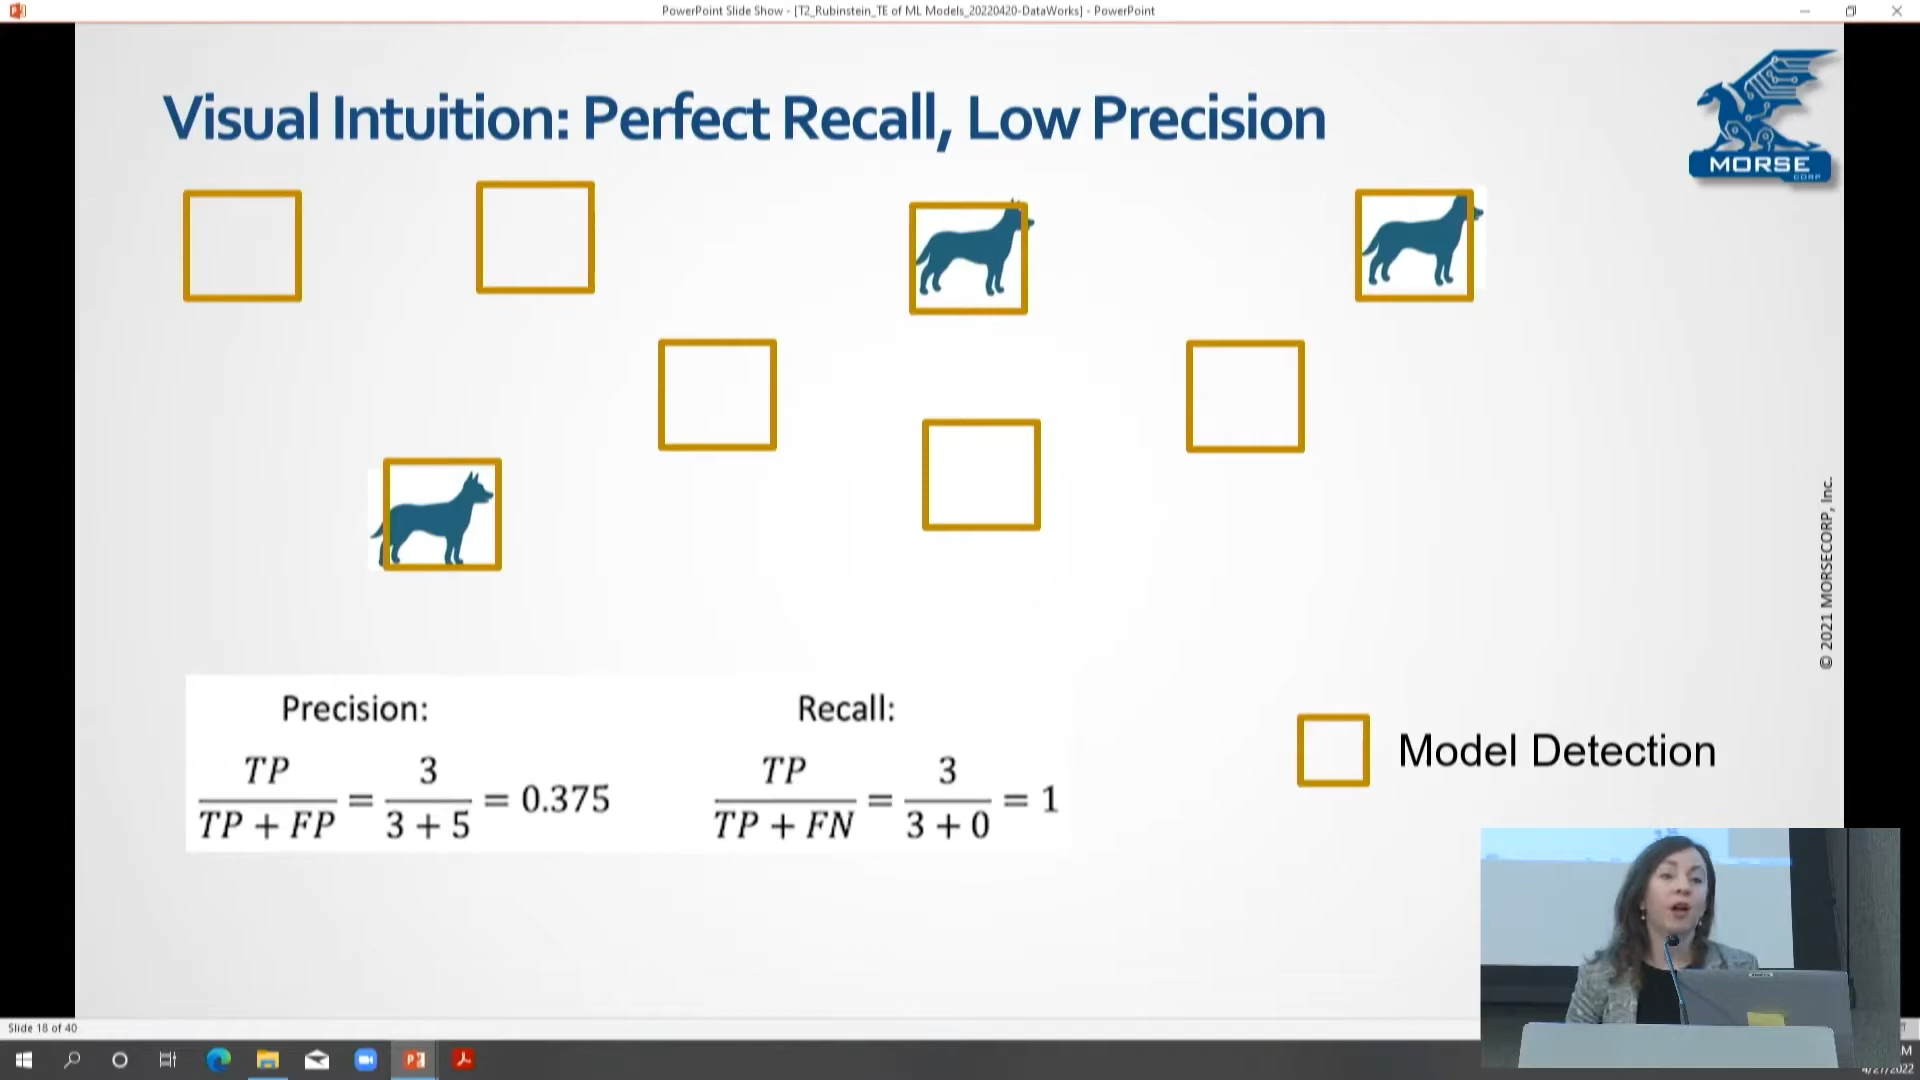 PowerPoint Slide Show - [T2_Rubinstein_TE of ML Models_20220420-DataWorks] - PowerPoint
Visual Intuition: Perfect Recall, Low Precision
MORSE
CORP
© 2021 MORSECORP, Inc.
Precision:
TP / TP + FP = 3 / 3 + 5 = 0.375
Recall:
TP / TP + FN = 3 / 3 + 0 = 1
Model Detection
Slide 18 of 40